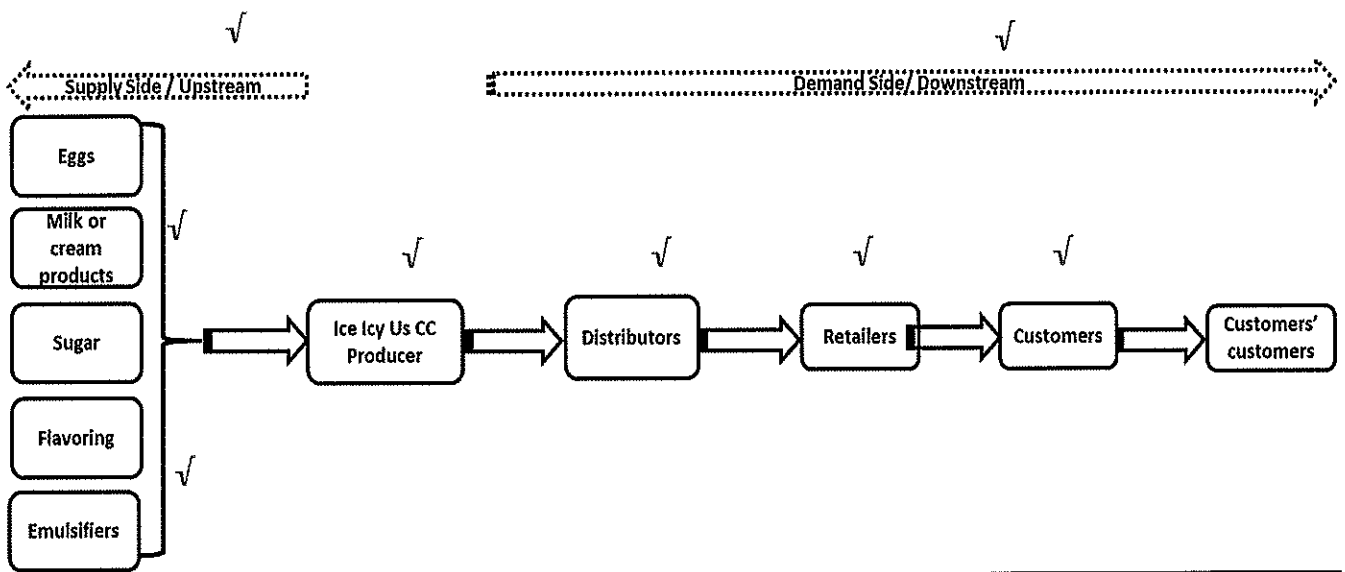 √
√
Supply Side / Upstream
Demand Side/ Downstream
Eggs
Milk or
cream
products
Sugar
Flavoring
Emulsifiers
√
√
√
Ice Icy Us CC
Producer
√
Distributors
√
Retailers
√
Customers
Customers'
customers
√